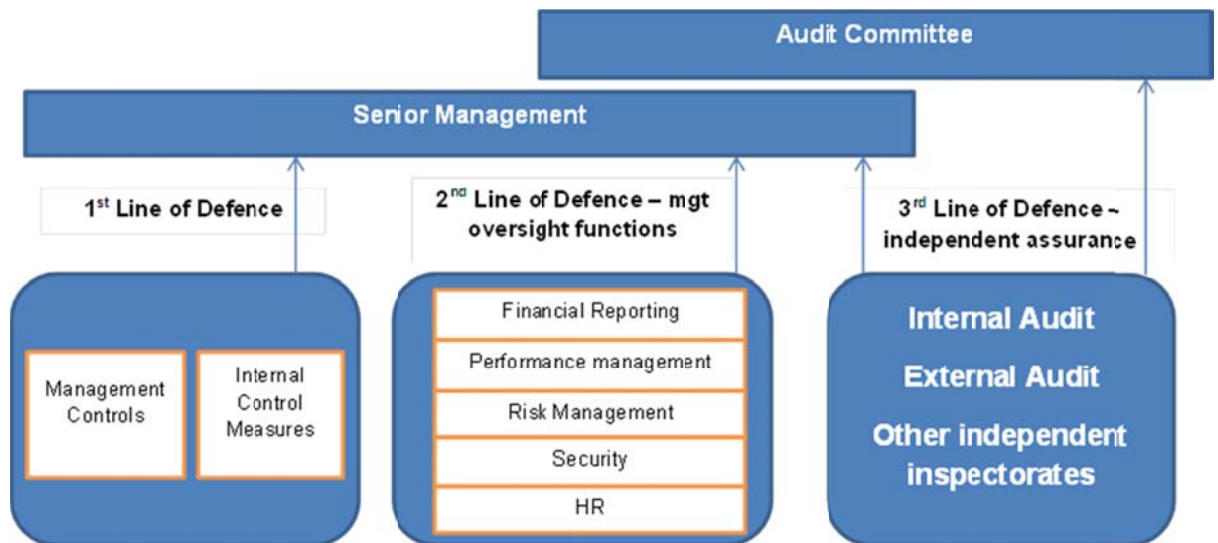 Audit Committee
Senior Management
1st Line of Defence
2nd Line of Defence – mgt
oversight functions
3rd Line of Defence –
independent assurance
Management
Controls
Internal
Control
Measures
Financial Reporting
Performance management
Risk Management
Security
HR
Internal Audit
External Audit
Other independent
inspectorates